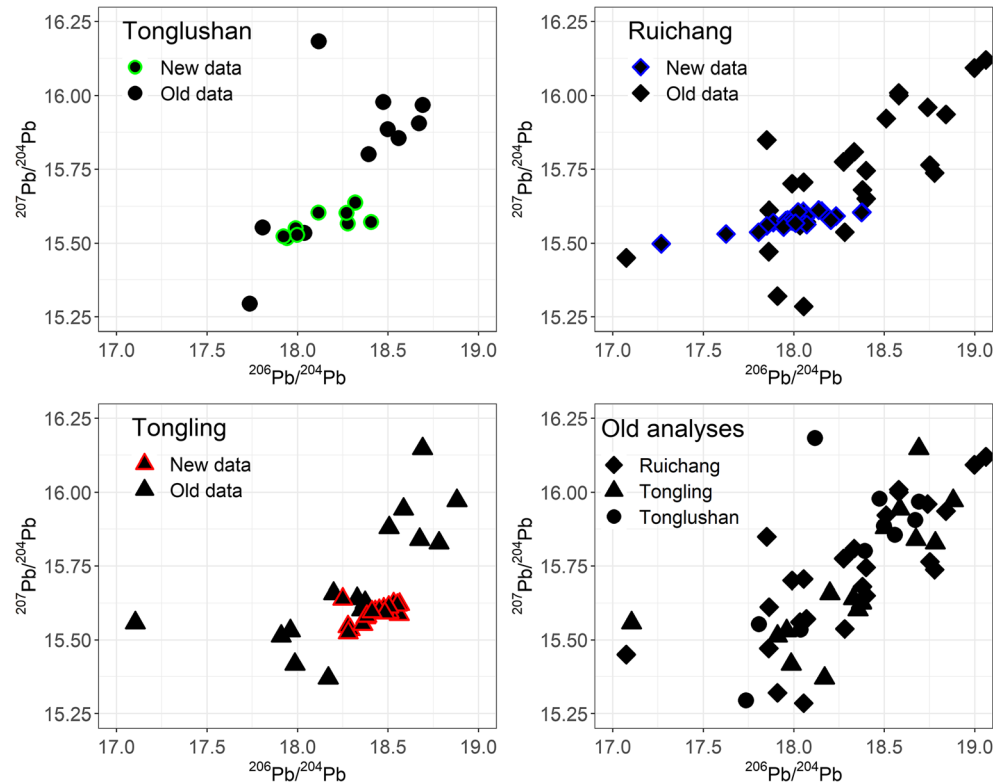 Tonglushan
New data
Old data
16.25
16.00
15.75
15.50
15.25
²⁰⁷Pb/²⁰⁴Pb
17.0 17.5 18.0 18.5 19.0
²⁰⁶Pb/²⁰⁴Pb
Ruichang
New data
Old data
16.25
16.00
15.75
15.50
15.25
²⁰⁷Pb/²⁰⁴Pb
17.0 17.5 18.0 18.5 19.0
²⁰⁶Pb/²⁰⁴Pb
Tongling
New data
Old data
16.25
16.00
15.75
15.50
15.25
²⁰⁷Pb/²⁰⁴Pb
17.0 17.5 18.0 18.5 19.0
²⁰⁶Pb/²⁰⁴Pb
Old analyses
Ruichang
Tongling
Tonglushan
16.25
16.00
15.75
15.50
15.25
²⁰⁷Pb/²⁰⁴Pb
17.0 17.5 18.0 18.5 19.0
²⁰⁶Pb/²⁰⁴Pb